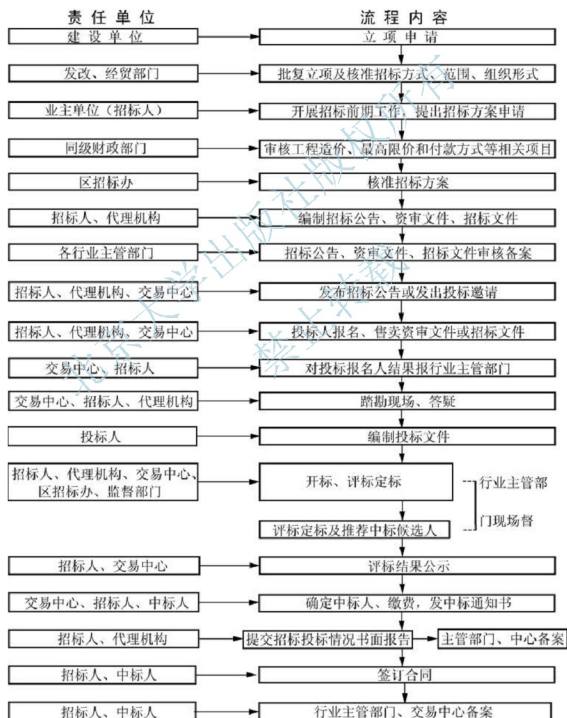 责任单位 流程内容
建设单位 立项申请
发改、经贸部门 批复立项及核准招标方式、范围、组织形式
业主单位（招标人） 开展招标前期工作、提出招标方案申请
同级财政部门 审核工程造价、最高限价和付款方式等相关项目
区招标办 核准招标方案
招标人、代理机构 编制招标公告、资审文件、招标文件
各行业主管部门 招标公告、资审文件、招标文件审核备案
招标人、代理机构、交易中心 发布招标公告或发出投标邀请
招标人、代理机构、交易中心 投标人报名、售卖资审文件或招标文件
交易中心、招标人 对投标报名人结果报行业主管部门
交易中心、招标人、代理机构 踏勘现场、答疑
投标人 编制投标文件
招标人、代理机构、交易中心、
区招标办、监督部门
开标、评标定标
行业主管部
门现场督
评标定标及推荐中标候选人
招标人、交易中心 评标结果公示
交易中心、招标人、中标人 确定中标人、缴费，发中标通知书
招标人、代理机构 提交招标投标情况书面报告 主管部门、中心备案
招标人、中标人 签订合同
招标人、中标人 行业主管部门、交易中心备案
北京大学出版社版权所有
禁止转载